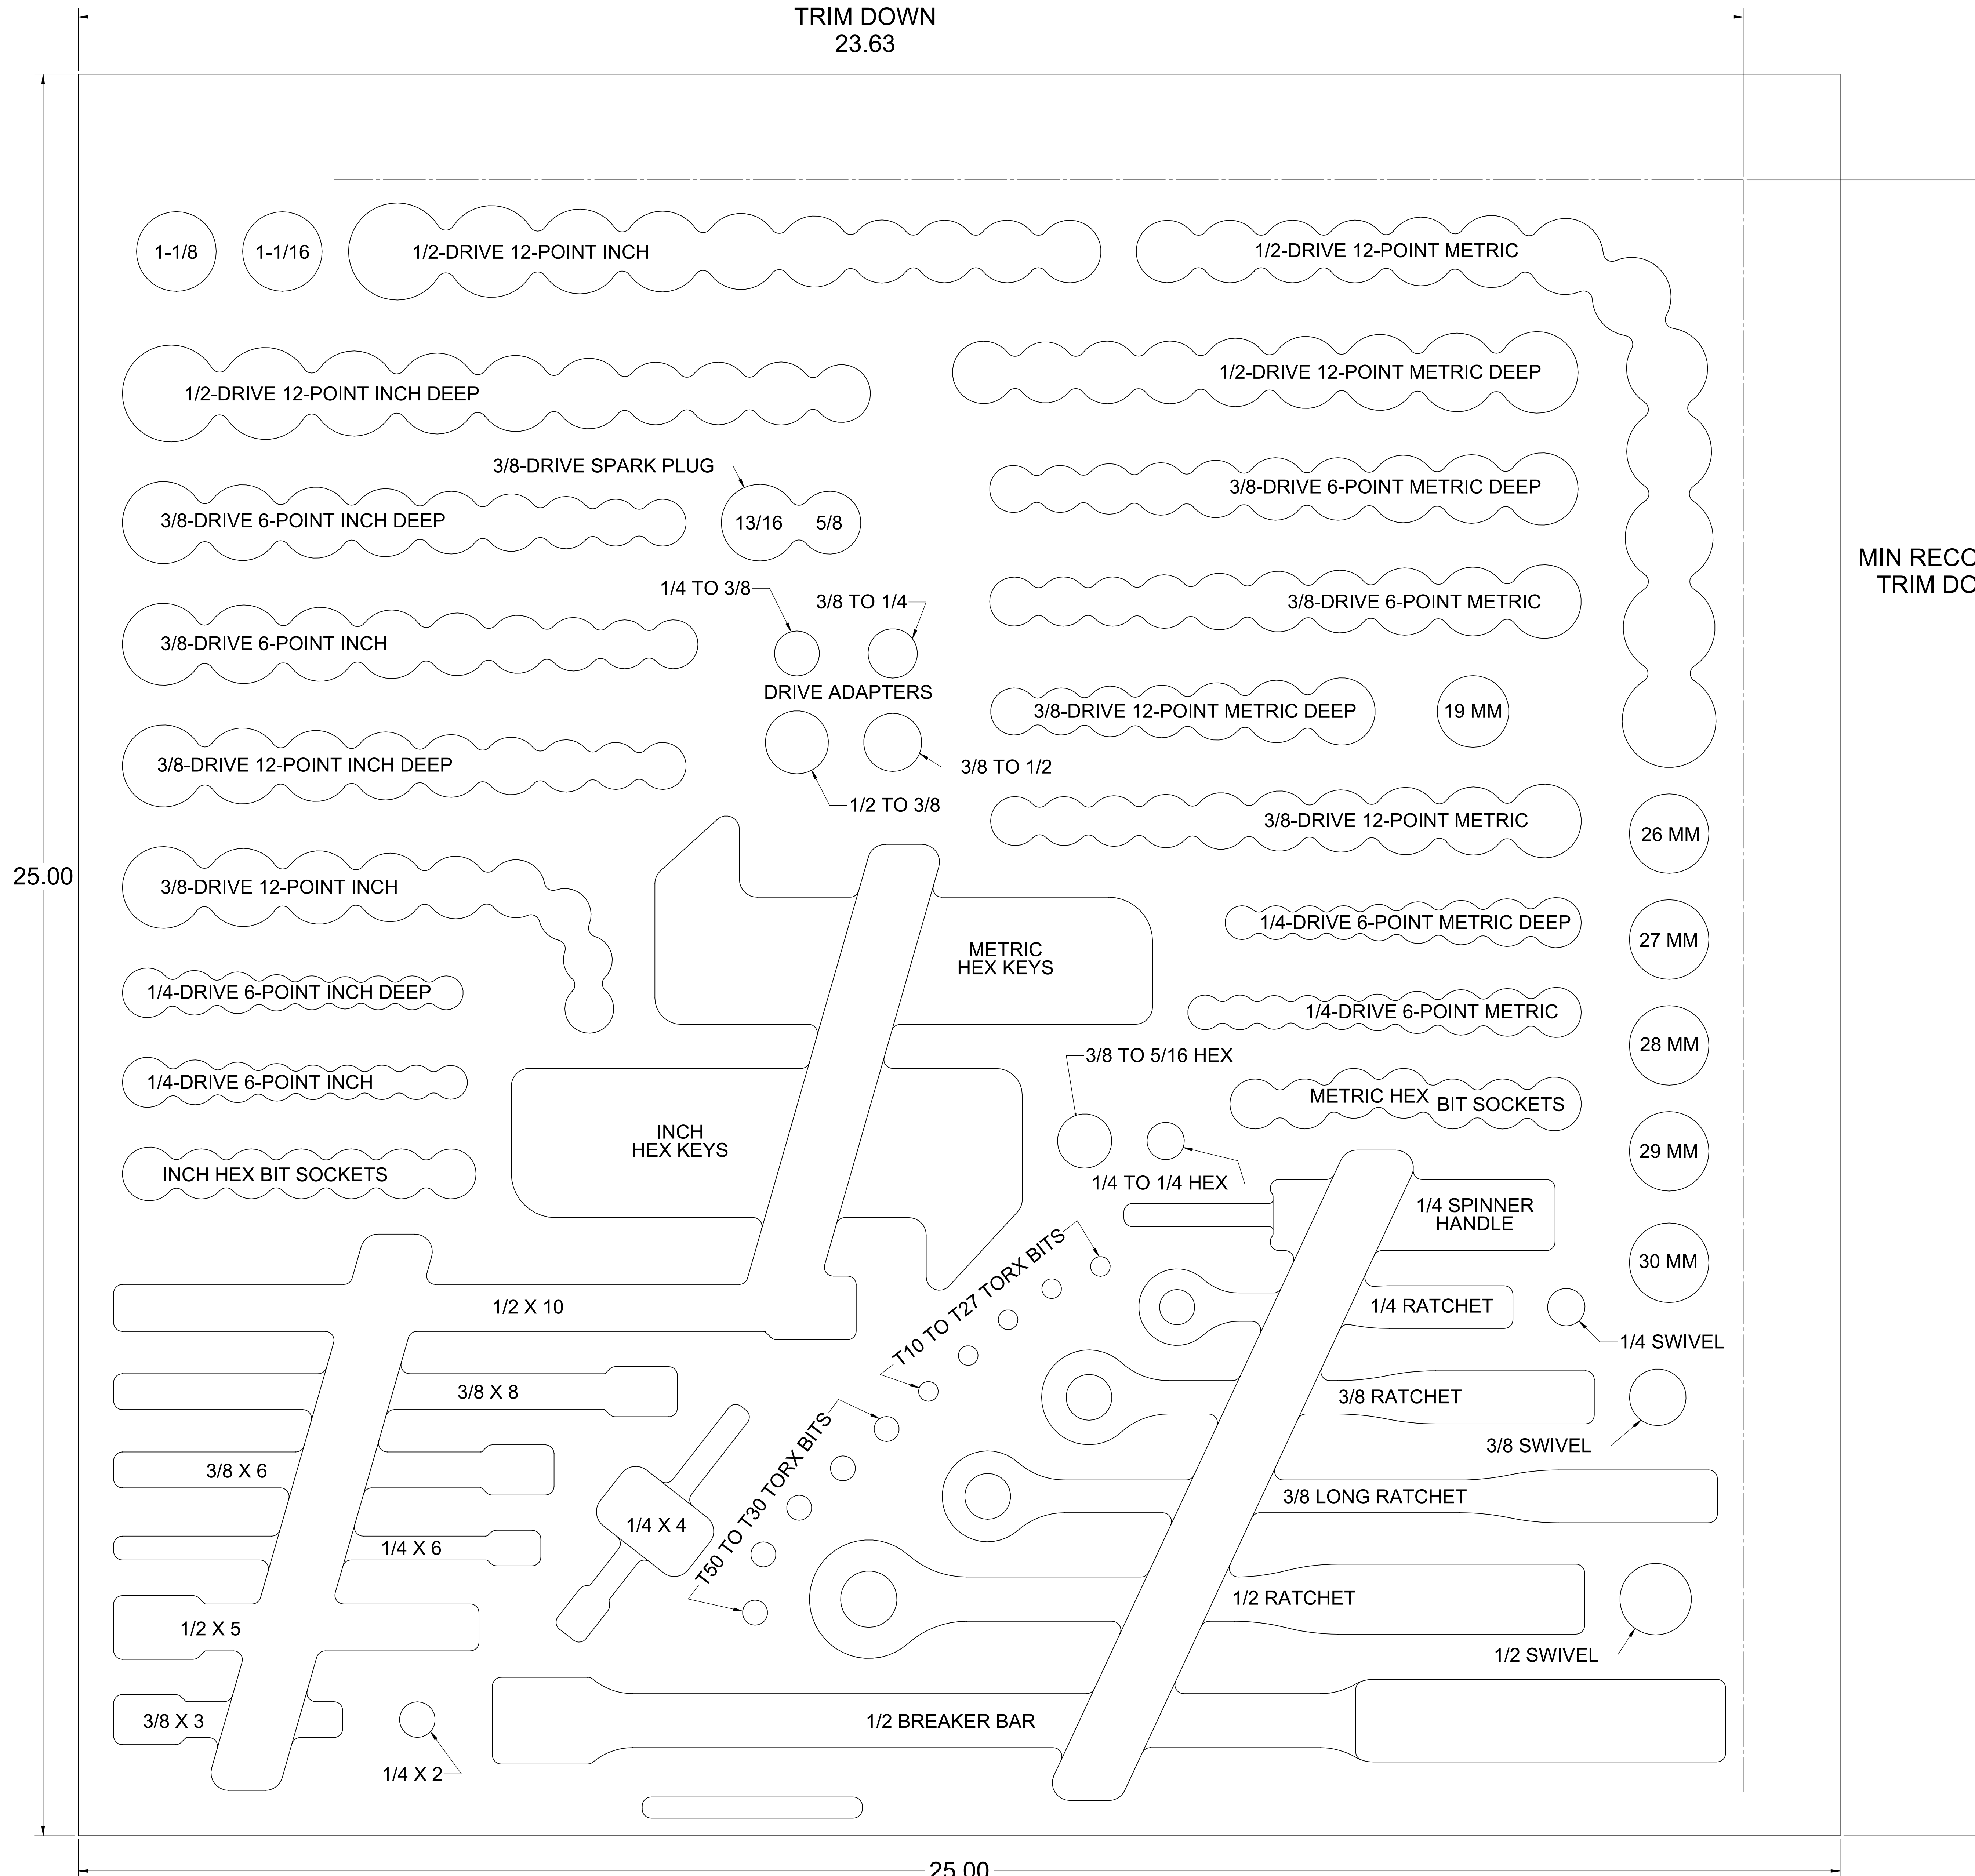 TRIM DOWN
23.63
1-1/8
1-1/16
1/2-DRIVE 12-POINT INCH
1/2-DRIVE 12-POINT METRIC
1/2-DRIVE 12-POINT INCH DEEP
1/2-DRIVE 12-POINT METRIC DEEP
3/8-DRIVE SPARK PLUG
3/8-DRIVE 6-POINT INCH DEEP
13/16
5/8
3/8-DRIVE 6-POINT METRIC DEEP
MIN RECO
TRIM DO
1/4 TO 3/8
3/8 TO 1/4
3/8-DRIVE 6-POINT METRIC
3/8-DRIVE 6-POINT INCH
DRIVE ADAPTERS
3/8-DRIVE 12-POINT METRIC DEEP
19 MM
3/8-DRIVE 12-POINT INCH DEEP
3/8 TO 1/2
1/2 TO 3/8
3/8-DRIVE 12-POINT METRIC
26 MM
25.00
3/8-DRIVE 12-POINT INCH
1/4-DRIVE 6-POINT METRIC DEEP
27 MM
METRIC
HEX KEYS
1/4-DRIVE 6-POINT INCH DEEP
1/4-DRIVE 6-POINT METRIC
28 MM
3/8 TO 5/16 HEX
1/4-DRIVE 6-POINT INCH
METRIC HEX
BIT SOCKETS
INCH
HEX KEYS
29 MM
INCH HEX BIT SOCKETS
1/4 TO 1/4 HEX
1/4 SPINNER
HANDLE
30 MM
T10 TO T27 TORX BITS
1/2 X 10
1/4 RATCHET
1/4 SWIVEL
3/8 X 8
3/8 RATCHET
3/8 SWIVEL
3/8 X 6
3/8 LONG RATCHET
T50 TO T30 TORX BITS
1/4 X 4
1/4 X 6
1/2 RATCHET
1/2 X 5
1/2 SWIVEL
3/8 X 3
1/2 BREAKER BAR
1/4 X 2
25.00